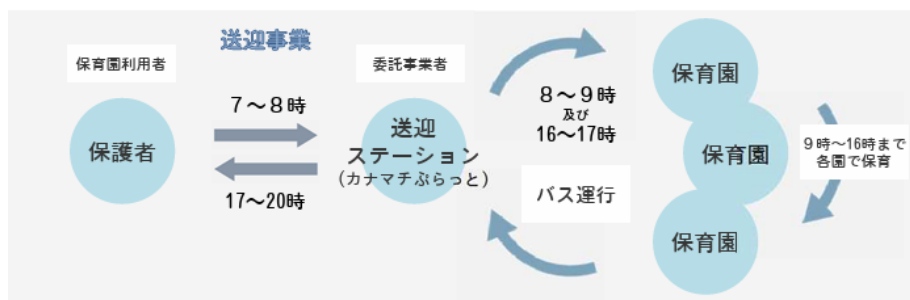 送迎事業
保育園利用者
保護者
7～8時
17～20時
委託事業者
送迎
ステーション
(カナマチぷらっと)
8～9時
及び
16～17時
バス運行
保育園
保育園
保育園
9時～16時まで
各園で保育